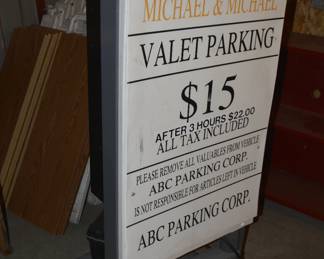 MICHAEL & MICHAEL
VALET PARKING
$15
AFTER 3 HOURS $22.00
ALL TAX INCLUDED
PLEASE REMOVE ALL VALUABLES FROM VEHICLE
ABC PARKING CORP.
IS NOT RESPONSIBLE FOR ARTICLES LEFT IN VEHICLE
ABC PARKING CORP.